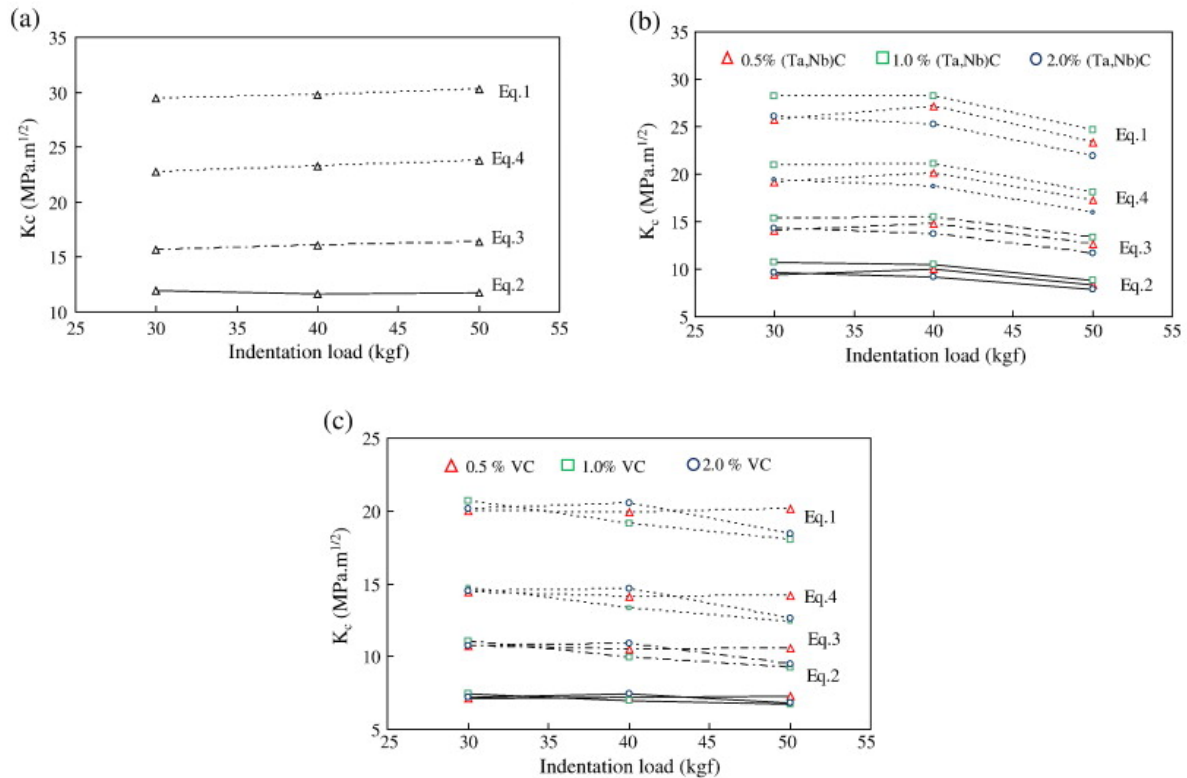 (a)
35
30
25
20
15
10
25 30 35 40 45 50 55
Kc (MPa.m1/2)
Indentation load (kgf)
Eq.1
Eq.4
Eq.3
Eq.2
(b)
0.5% (Ta,Nb)C 1.0 % (Ta,Nb)C 2.0% (Ta,Nb)C
35
30
25
20
15
10
5
25 30 35 40 45 50 55
Kc (MPa.m1/2)
Indentation load (kgf)
Eq.1
Eq.4
Eq.3
Eq.2
(c)
0.5 % VC 1.0% VC 2.0 % VC
25
20
15
10
5
25 30 35 40 45 50 55
Kc (MPa.m1/2)
Indentation load (kgf)
Eq.1
Eq.4
Eq.3
Eq.2